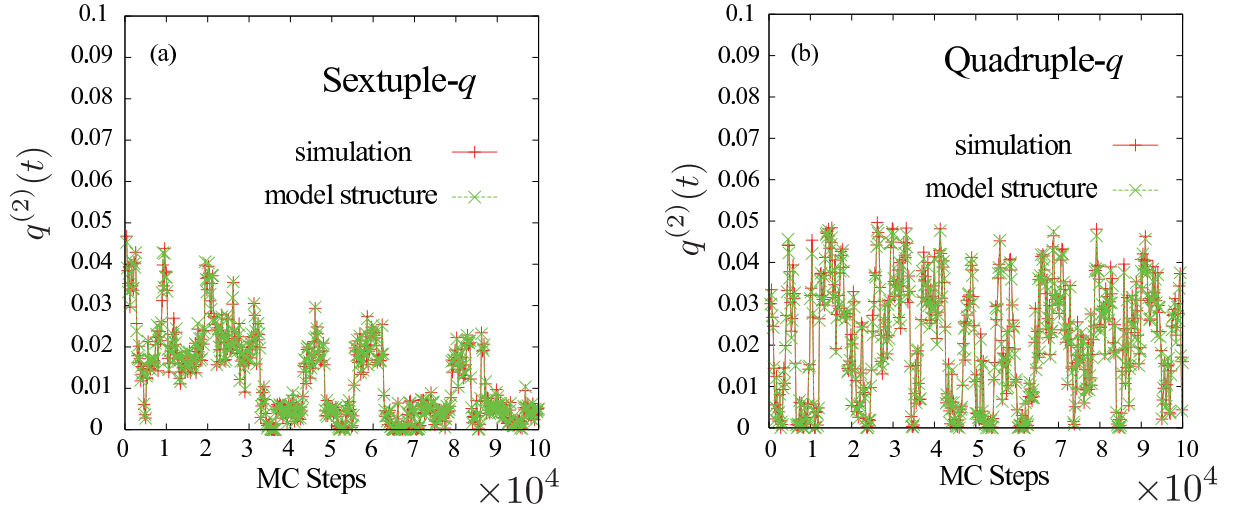 (a)
Sextuple-q
simulation
model structure
q^(2)(t)
0.1
0.09
0.08
0.07
0.06
0.05
0.04
0.03
0.02
0.01
0
0 1 2 3 4 5 6 7 8 9 10
MC Steps
×10^4
(b)
Quadruple-q
simulation
model structure
q^(2)(t)
0.1
0.09
0.08
0.07
0.06
0.05
0.04
0.03
0.02
0.01
0
0 1 2 3 4 5 6 7 8 9 10
MC Steps
×10^4